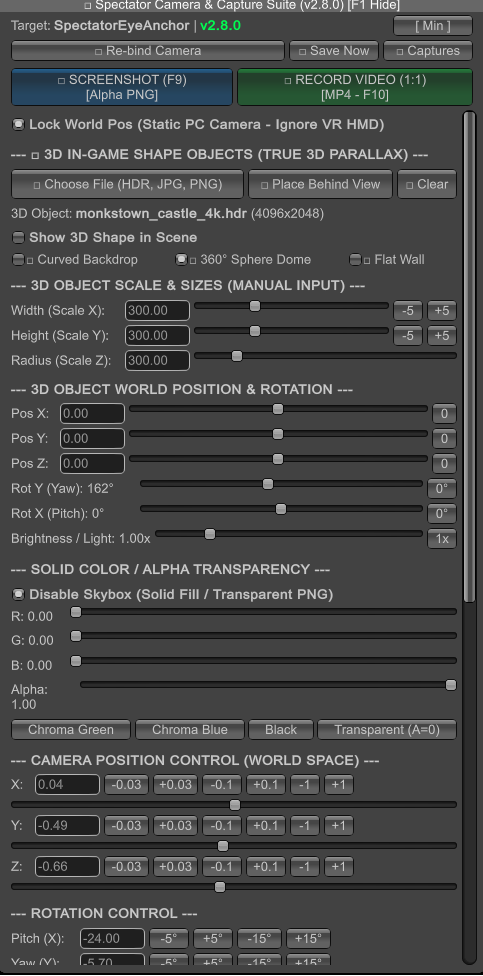 □ Spectator Camera & Capture Suite (v2.8.0) [F1 Hide]
Target: SpectatorEyeAnchor | v2.8.0 [ Min ]
□ Re-bind Camera □ Save Now □ Captures
□ SCREENSHOT (F9) □ RECORD VIDEO (1:1)
[Alpha PNG] [MP4 - F10]
Lock World Pos (Static PC Camera - Ignore VR HMD)
--- □ 3D IN-GAME SHAPE OBJECTS (TRUE 3D PARALLAX) ---
□ Choose File (HDR, JPG, PNG) □ Place Behind View □ Clear
3D Object: monkstown_castle_4k.hdr (4096x2048)
Show 3D Shape in Scene
□ Curved Backdrop □ 360° Sphere Dome □ Flat Wall
--- 3D OBJECT SCALE & SIZES (MANUAL INPUT) ---
Width (Scale X): 300.00 -5 +5
Height (Scale Y): 300.00 -5 +5
Radius (Scale Z): 300.00
--- 3D OBJECT WORLD POSITION & ROTATION ---
Pos X: 0.00 0
Pos Y: 0.00 0
Pos Z: 0.00 0
Rot Y (Yaw): 162° 0°
Rot X (Pitch): 0° 0°
Brightness / Light: 1.00x 1x
--- SOLID COLOR / ALPHA TRANSPARENCY ---
Disable Skybox (Solid Fill / Transparent PNG)
R: 0.00
G: 0.00
B: 0.00
Alpha:
1.00
Chroma Green Chroma Blue Black Transparent (A=0)
--- CAMERA POSITION CONTROL (WORLD SPACE) ---
X: 0.04 -0.03 +0.03 -0.1 +0.1 -1 +1
Y: -0.49 -0.03 +0.03 -0.1 +0.1 -1 +1
Z: -0.66 -0.03 +0.03 -0.1 +0.1 -1 +1
--- ROTATION CONTROL ---
Pitch (X): -24.00 -5° +5° -15° +15°
Yaw (Y): -5.70 -5° +5° -15° +15°